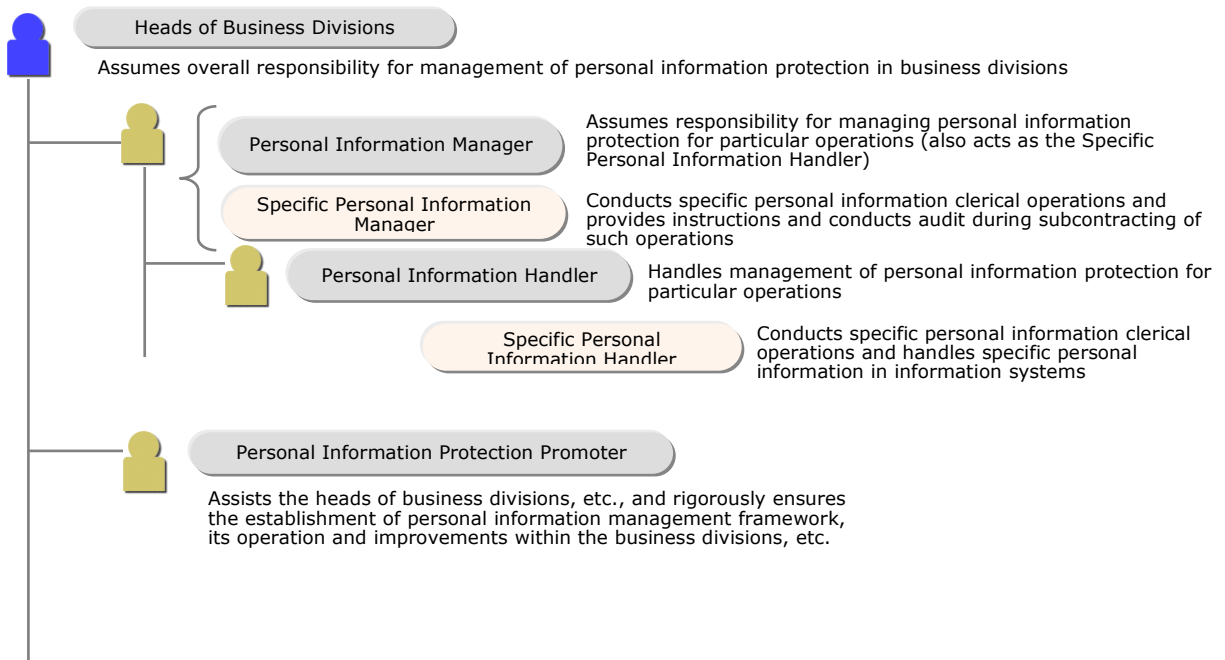 Heads of Business Divisions
Assumes overall responsibility for management of personal information protection in business divisions
Personal Information Manager
Assumes responsibility for managing personal information
protection for particular operations (also acts as the Specific
Personal Information Handler)
Specific Personal Information
Manager
Conducts specific personal information clerical operations and
provides instructions and conducts audit during subcontracting of
such operations
Personal Information Handler
Handles management of personal information protection for
particular operations
Specific Personal
Information Handler
Conducts specific personal information clerical
operations and handles specific personal
information in information systems
Personal Information Protection Promoter
Assists the heads of business divisions, etc., and rigorously ensures
the establishment of personal information management framework,
its operation and improvements within the business divisions, etc.